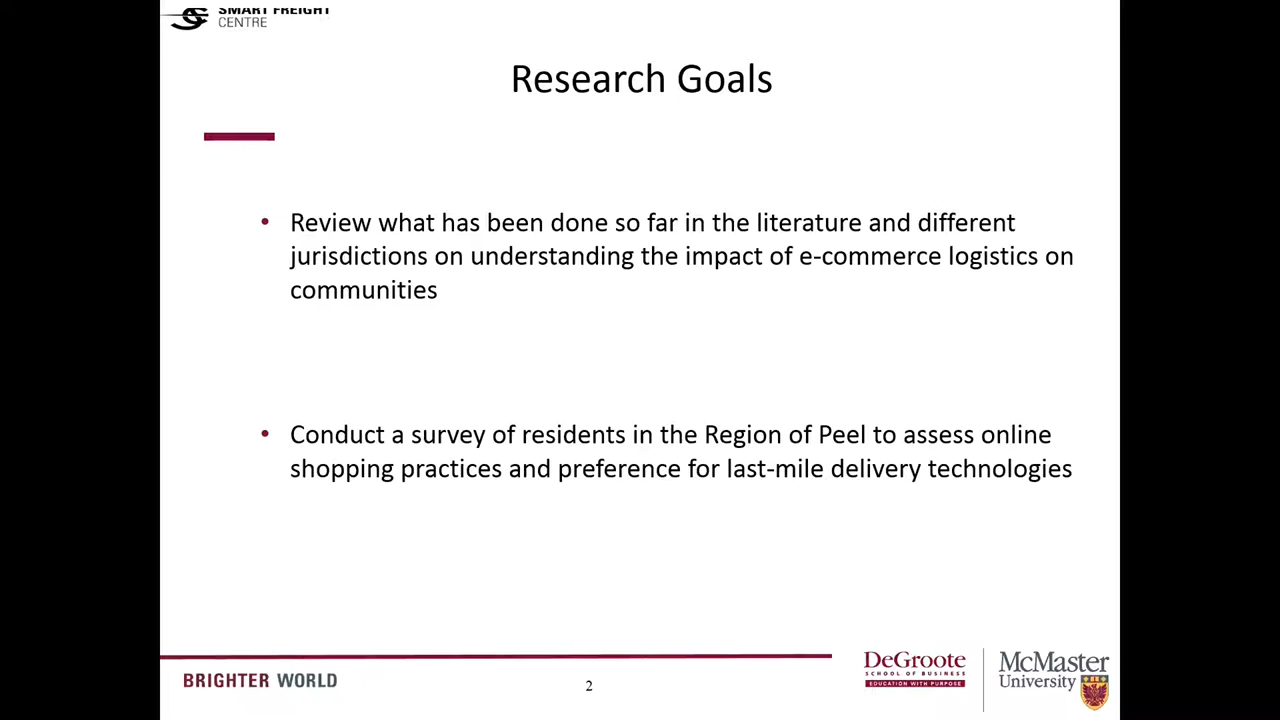 SMART FREIGHT
CENTRE
Research Goals
• Review what has been done so far in the literature and different
jurisdictions on understanding the impact of e-commerce logistics on
communities
• Conduct a survey of residents in the Region of Peel to assess online
shopping practices and preference for last-mile delivery technologies
BRIGHTER WORLD
2
DeGroote
SCHOOL OF BUSINESS
EDUCATION WITH PURPOSE
McMaster
University